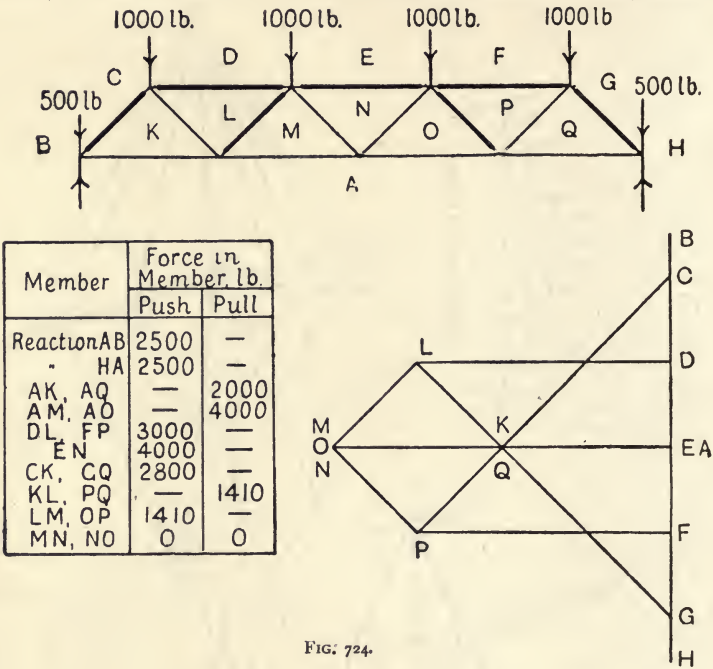 1000 lb. 1000 lb. 1000 lb. 1000 lb
C D E F G
500 lb 500 lb.
B K L M N O P Q H
A
Member Force in Member, lb.
Push Pull
Reaction AB 2500 —
" HA 2500 —
AK, AQ — 2000
AM, AO — 4000
DL, FP 3000 —
EN 4000 —
CK, GQ 2800 —
KL, PQ — 1410
LM, OP 1410 —
MN, NO 0 0
B
C
L D
M K
O E A
N Q
P F
G
H
FIG. 724.